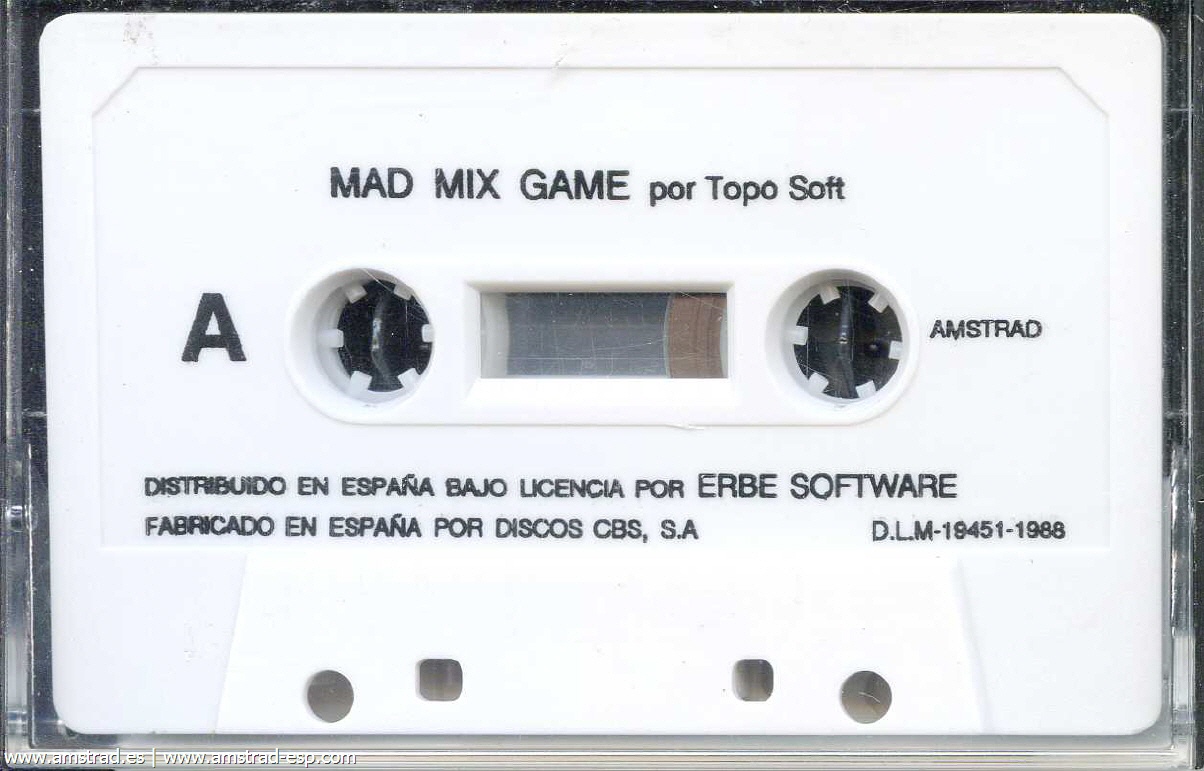 MAD MIX GAME por Topo Soft
A
AMSTRAD
DISTRIBUIDO EN ESPAÑA BAJO LICENCIA POR ERBE SOFTWARE
FABRICADO EN ESPAÑA POR DISCOS CBS, S.A D.L.M-19451-1988
www.amstrad.es | www.amstrad-esp.com